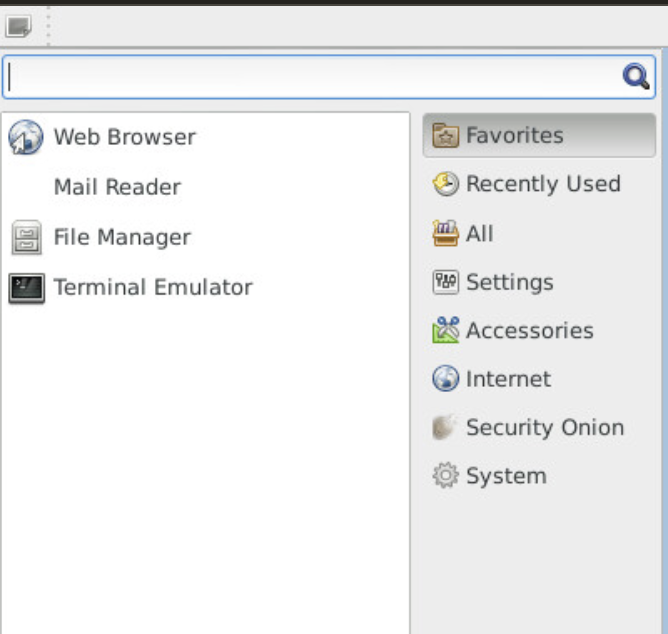 Web Browser
Mail Reader
File Manager
Terminal Emulator
Favorites
Recently Used
All
Settings
Accessories
Internet
Security Onion
System